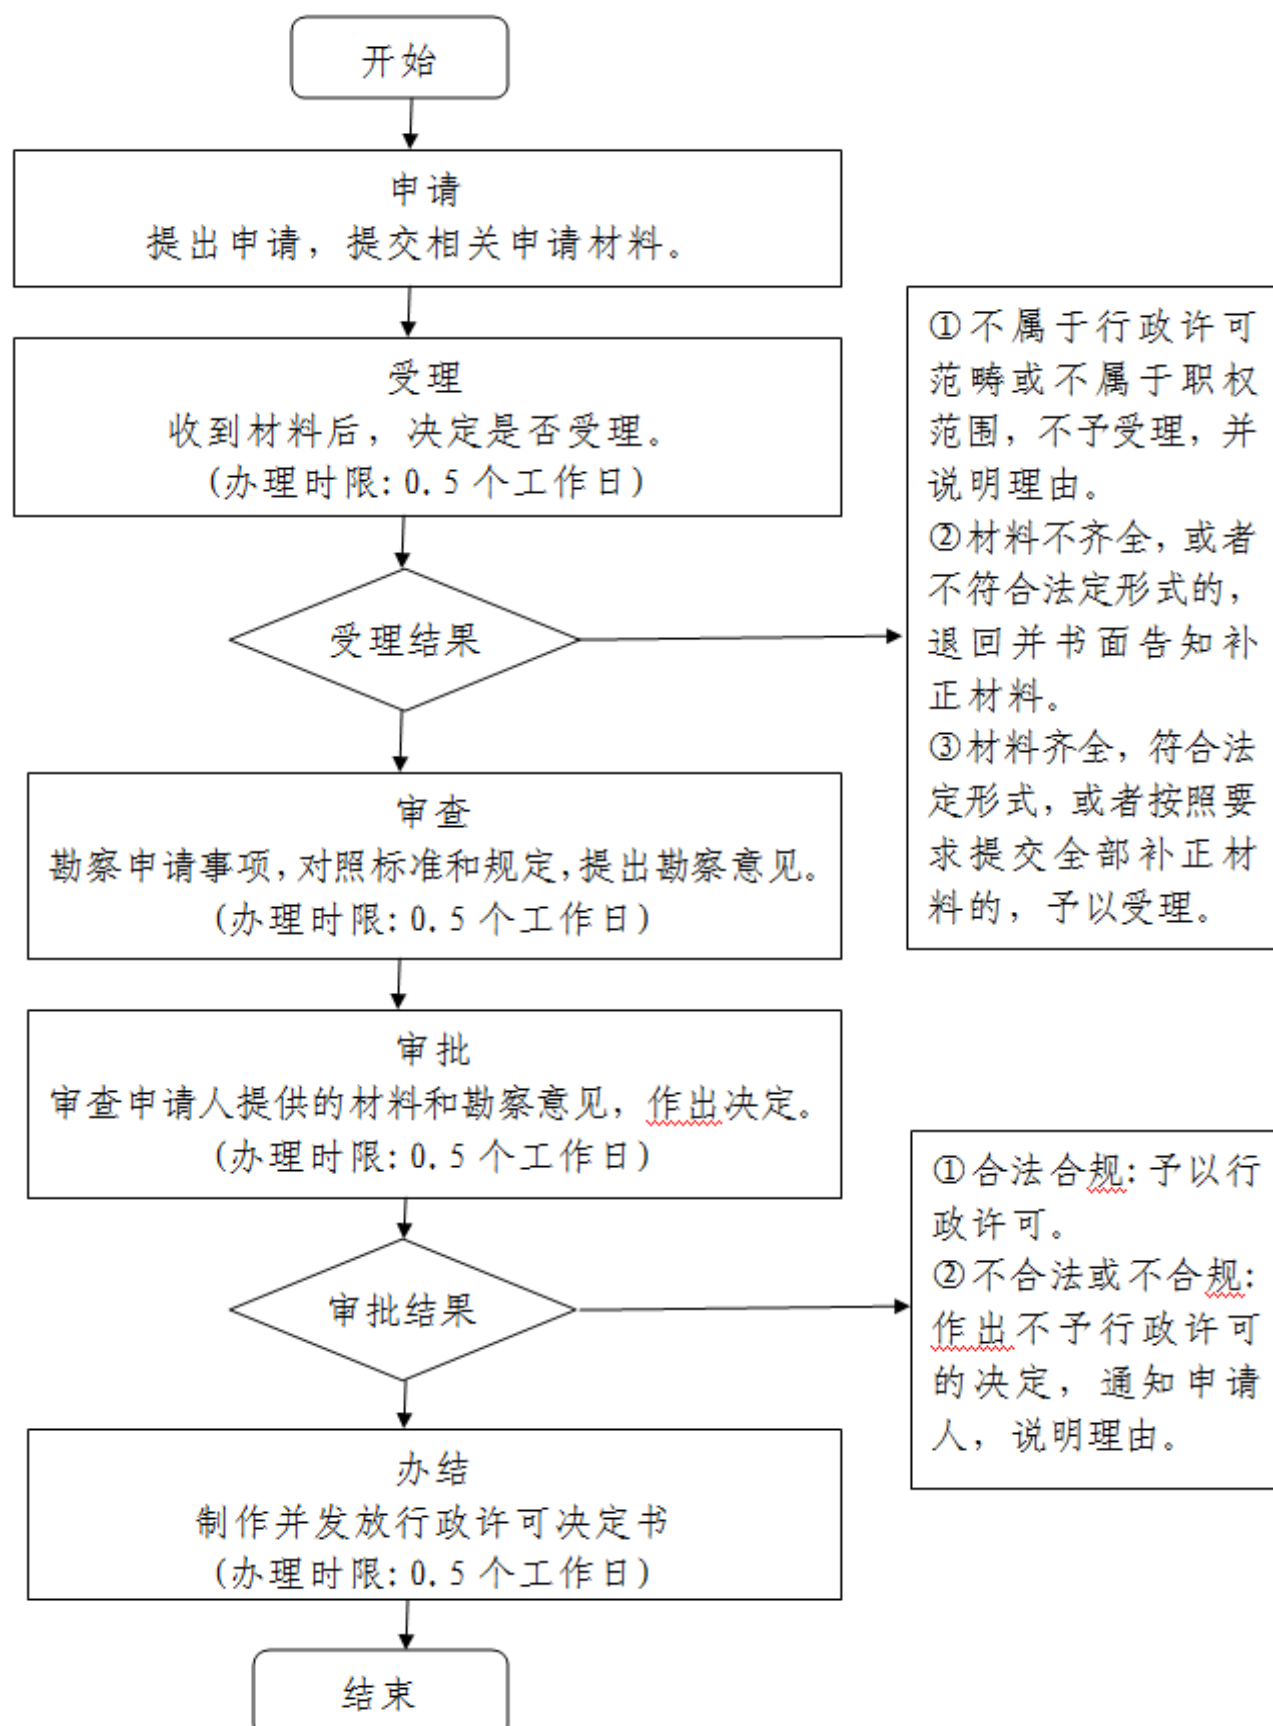 开始
申请
提出申请，提交相关申请材料。
受理
收到材料后，决定是否受理。
(办理时限:0.5个工作日)
受理结果
①不属于行政许可
范畴或不属于职权
范围，不予受理，并
说明理由。
②材料不齐全，或者
不符合法定形式的，
退回并书面告知补
正材料。
③材料齐全，符合法
定形式，或者按照要
求提交全部补正材
料的，予以受理。
审查
勘察申请事项，对照标准和规定，提出勘察意见。
(办理时限:0.5个工作日)
审批
审查申请人提供的材料和勘察意见，作出决定。
(办理时限:0.5个工作日)
审批结果
①合法合规:予以行
政许可。
②不合法或不合规:
作出不予行政许可
的决定，通知申请
人，说明理由。
办结
制作并发放行政许可决定书
(办理时限:0.5个工作日)
结束